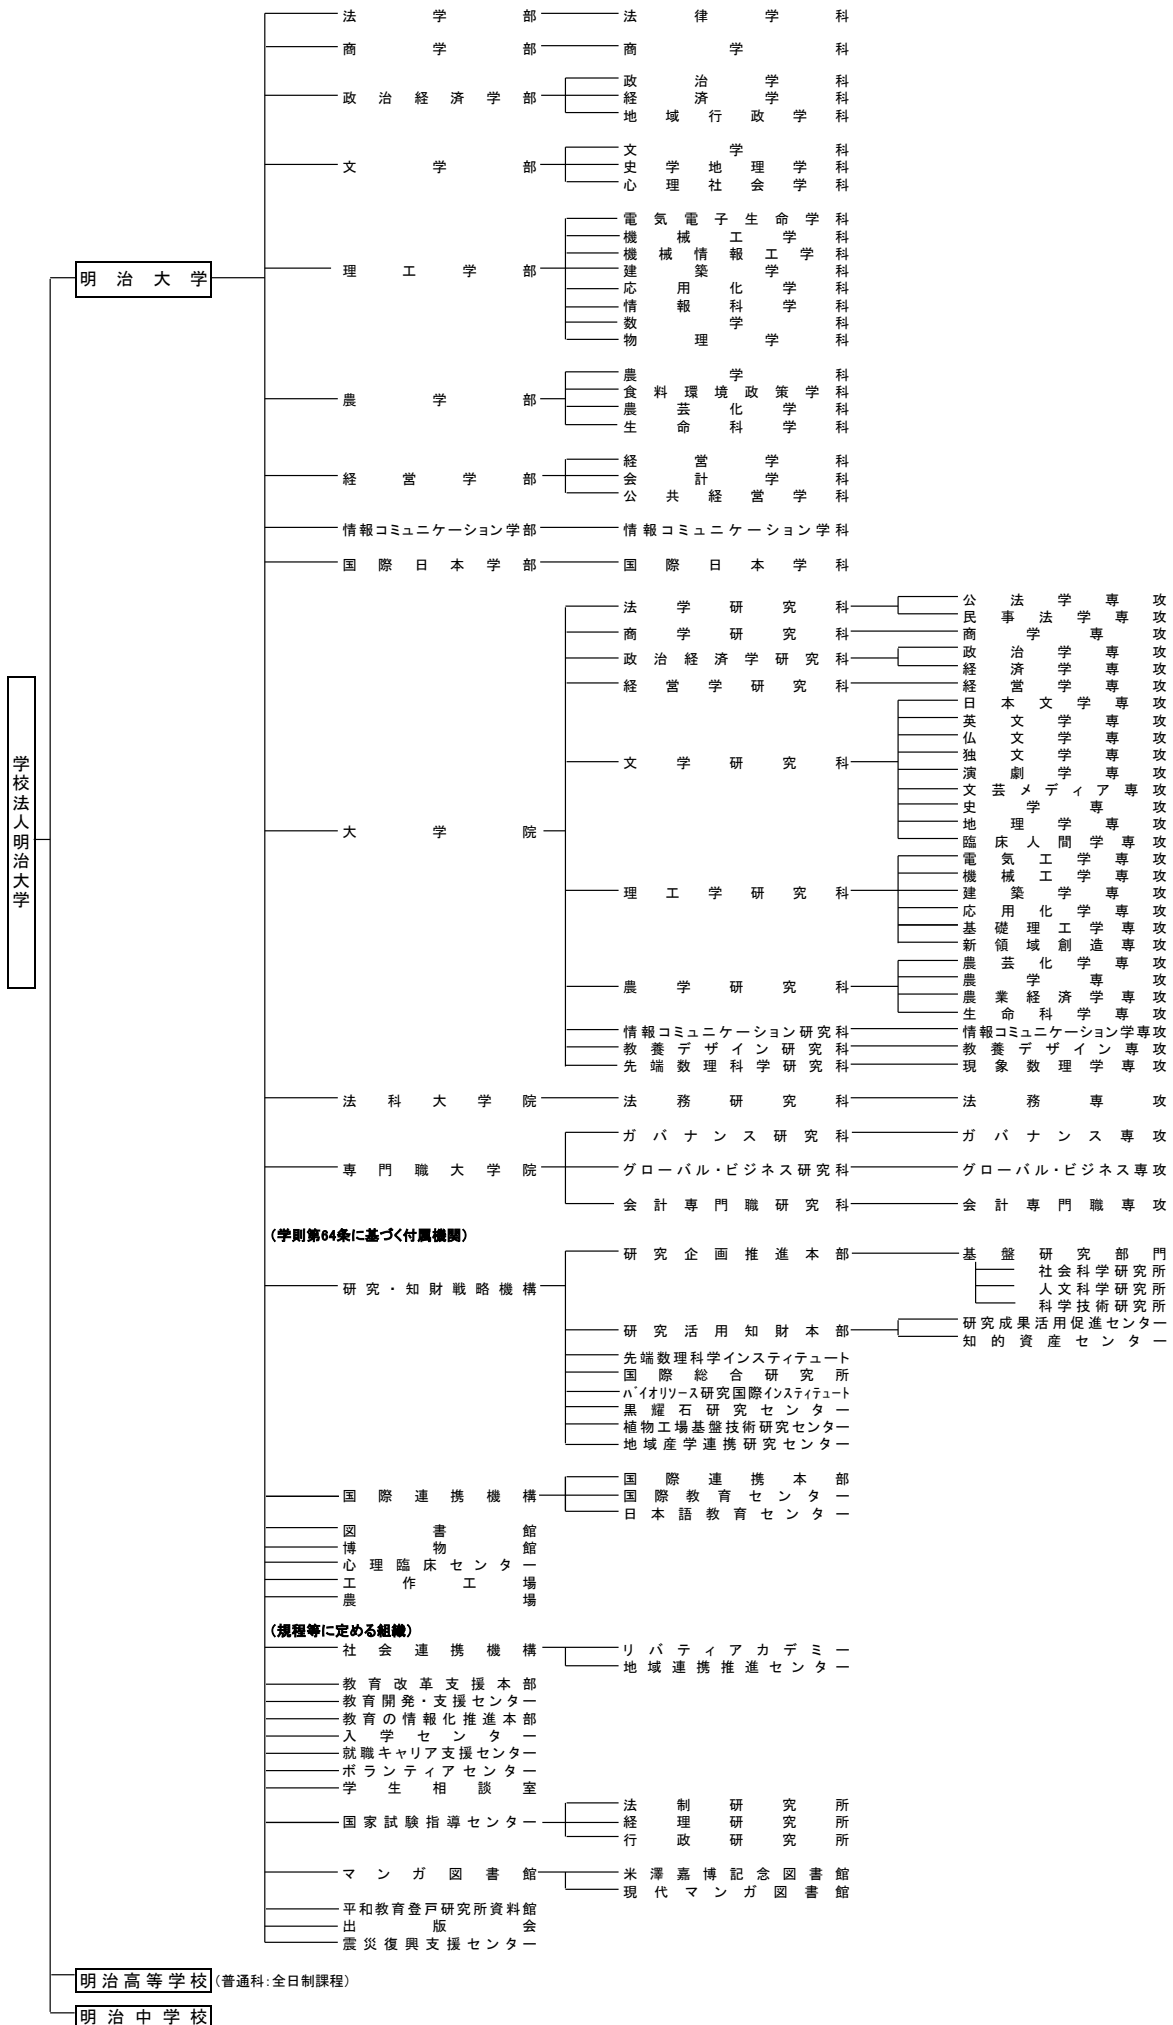 法学部 法律学科
商学部 商学科
政治学科
政治経済学部 経済学科
地域行政学科
文学科
文学部 史学地理学科
心理社会学科
電気電子生命学科
機械工学科
機械情報工学科
明治大学 理工学部 建築学科
応用化学科
情報科学科
数学科
物理学科
農学科
食料環境政策学科
農学部 農芸化学科
生命科学科
経営学科
経営学部 会計学科
公共経営学科
情報コミュニケーション学部 情報コミュニケーション学科
国際日本学部 国際日本学科
公法学専攻
法学研究科
民事法学専攻
商学研究科 商学専攻
政治学専攻
政治経済学研究科
経済学専攻
経営学研究科 経営学専攻
日本文学専攻
英文学専攻
仏文学専攻
独文学専攻
文学研究科
演劇学専攻
文芸メディア専攻
史学専攻
地理学専攻
大学院
臨床人間学専攻
電気工学専攻
機械工学専攻
理工学研究科 建築学専攻
学校法人明治大学
応用化学専攻
基礎理工学専攻
新領域創造専攻
農芸化学専攻
農学専攻
農学研究科
農業経済学専攻
生命科学専攻
情報コミュニケーション研究科 情報コミュニケーション学専攻
教養デザイン研究科 教養デザイン専攻
先端数理科学研究科 現象数理学専攻
法科大学院 法務研究科 法務専攻
ガバナンス研究科 ガバナンス専攻
専門職大学院 グローバル・ビジネス研究科 グローバル・ビジネス専攻
会計専門職研究科 会計専門職専攻
(学則第64条に基づく付属機関)
研究企画推進本部 基盤研究部門
社会科学研究所
研究・知財戦略機構 人文科学研究所
科学技術研究所
研究成果活用促進センター
研究活用知財本部
知的資産センター
先端数理科学インスティテュート
国際総合研究所
バイオリソース研究国際インスティテュート
黒耀石研究センター
植物工場基盤技術研究センター
地域産学連携研究センター
国際連携本部
国際連携機構 国際教育センター
日本語教育センター
図書館
博物館
心理臨床センター
工作工場
農場
(規程等に定める組織)
社会連携機構 リバティアカデミー
地域連携推進センター
教育改革支援本部
教育開発・支援センター
教育の情報化推進本部
入学センター
就職キャリア支援センター
ボランティアセンター
学生相談室
法制研究所
国家試験指導センター 経理研究所
行政研究所
マンガ図書館 米澤嘉博記念図書館
現代マンガ図書館
平和教育登戸研究所資料館
出版会
震災復興支援センター
明治高等学校 (普通科:全日制課程)
明治中学校